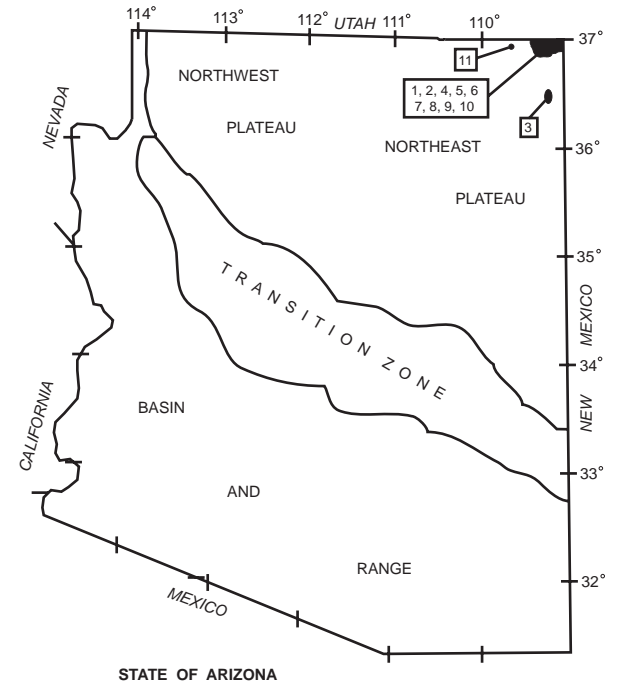 114°
113°
112°
UTAH
111°
110°
37°
11
NORTHWEST
1, 2, 4, 5, 6
7, 8, 9, 10
NEVADA
PLATEAU
3
NORTHEAST
36°
PLATEAU
35°
TRANSITION ZONE
NEW MEXICO
34°
BASIN
CALIFORNIA
33°
AND
RANGE
32°
MEXICO
STATE OF ARIZONA